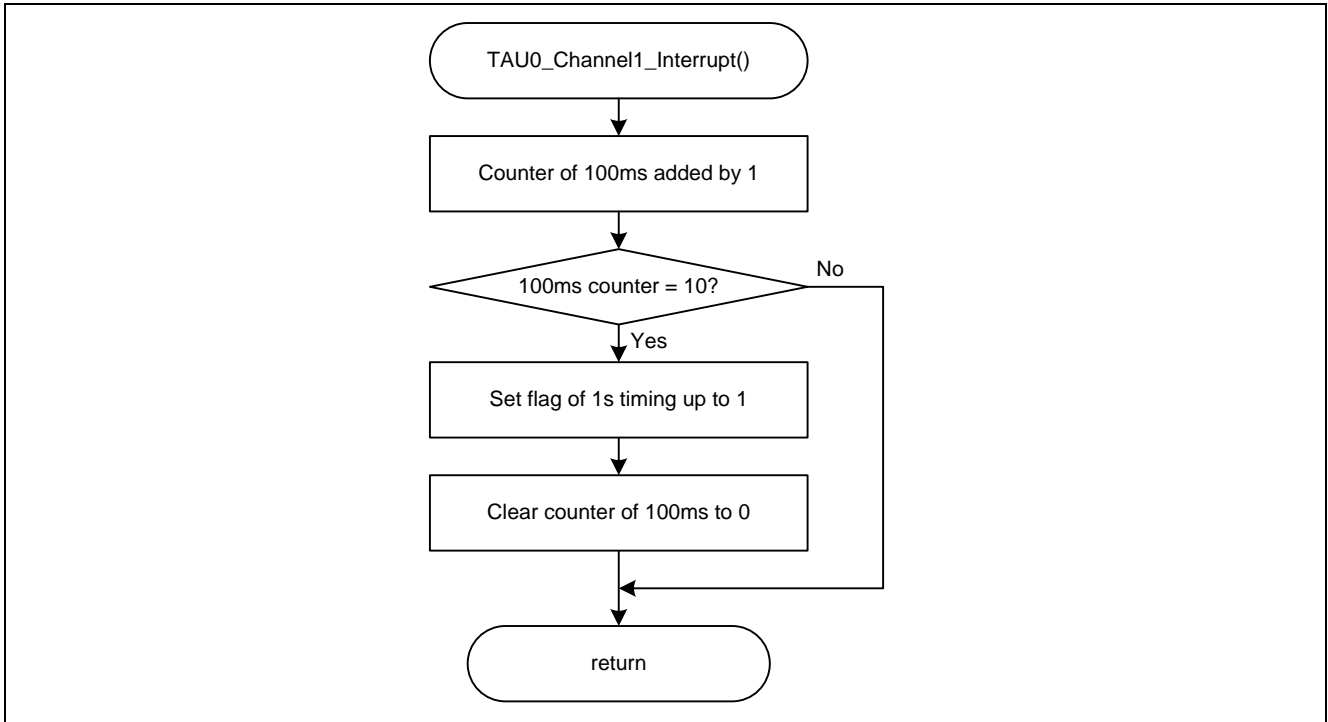 TAU0_Channel1_Interrupt()
Counter of 100ms added by 1
100ms counter = 10?
No
Yes
Set flag of 1s timing up to 1
Clear counter of 100ms to 0
return